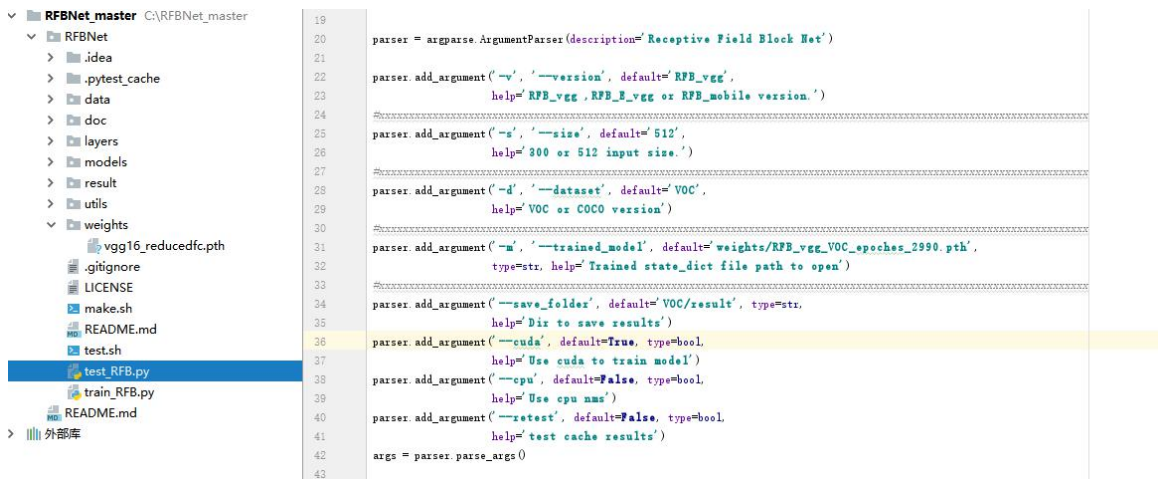 RFBNet_master C:\RFBNet_master
RFBNet
.idea
.pytest_cache
data
doc
layers
models
result
utils
weights
vgg16_reducedfc.pth
.gitignore
LICENSE
make.sh
README.md
test.sh
test_RFB.py
train_RFB.py
README.md
外部库
19
20 parser = argparse.ArgumentParser(description='Receptive Field Block Net')
21
22 parser.add_argument('-v', '--version', default='RFB_vgg',
23 help='RFB_vgg ,RFB_E_vgg or RFB_mobile version.')
24
25 parser.add_argument('-s', '--size', default='512',
26 help='300 or 512 input size.')
27
28 parser.add_argument('-d', '--dataset', default='VOC',
29 help='VOC or COCO version')
30
31 parser.add_argument('-m', '--trained_model', default='weights/RFB_vgg_VOC_epoches_2990.pth',
32 type=str, help='Trained state_dict file path to open')
33
34 parser.add_argument('--save_folder', default='VOC/result', type=str,
35 help='Dir to save results')
36 parser.add_argument('--cuda', default=True, type=bool,
37 help='Use cuda to train model')
38 parser.add_argument('--cpu', default=False, type=bool,
39 help='Use cpu nms')
40 parser.add_argument('--retest', default=False, type=bool,
41 help='test cache results')
42 args = parser.parse_args()
43